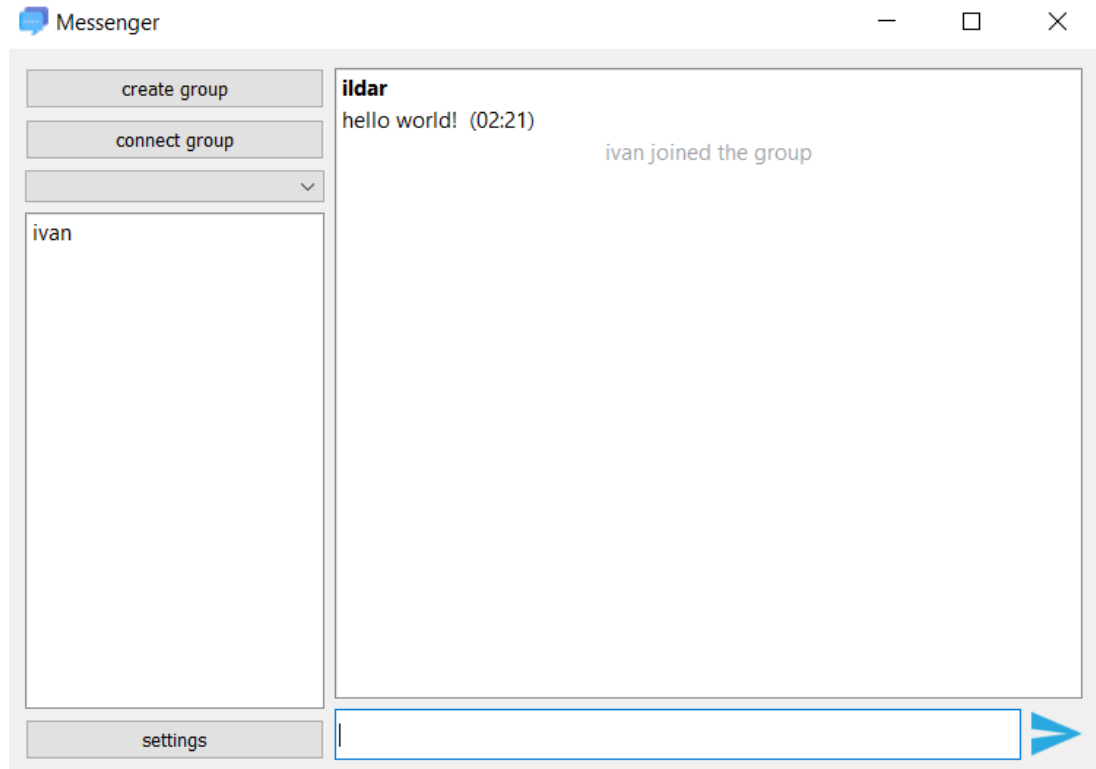 Messenger
create group
connect group
ivan
settings
ildar
hello world!  (02:21)
ivan joined the group